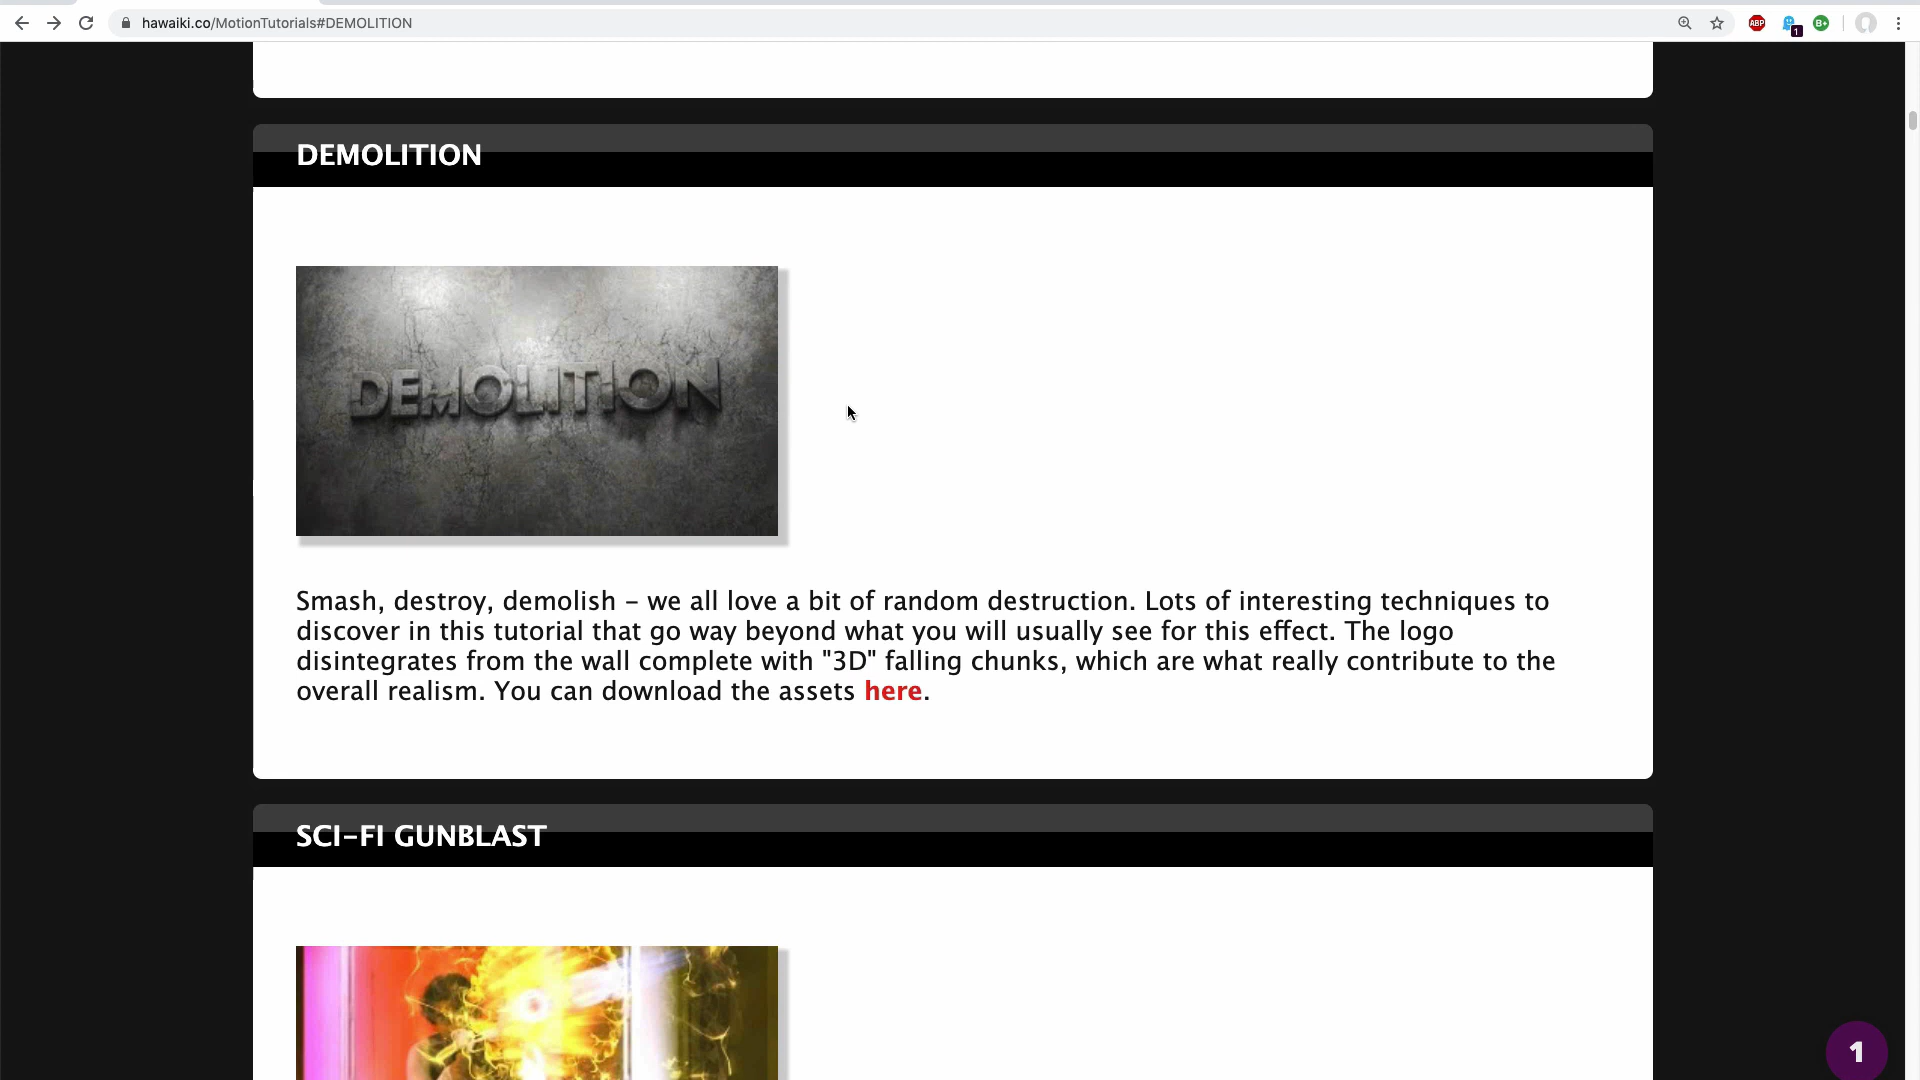 hawaiki.co/MotionTutorials#DEMOLITION
ABP
1
B+
DEMOLITION
DEMOLITION
Smash, destroy, demolish – we all love a bit of random destruction. Lots of interesting techniques to
discover in this tutorial that go way beyond what you will usually see for this effect. The logo
disintegrates from the wall complete with "3D" falling chunks, which are what really contribute to the
overall realism. You can download the assets here.
SCI–FI GUNBLAST
1